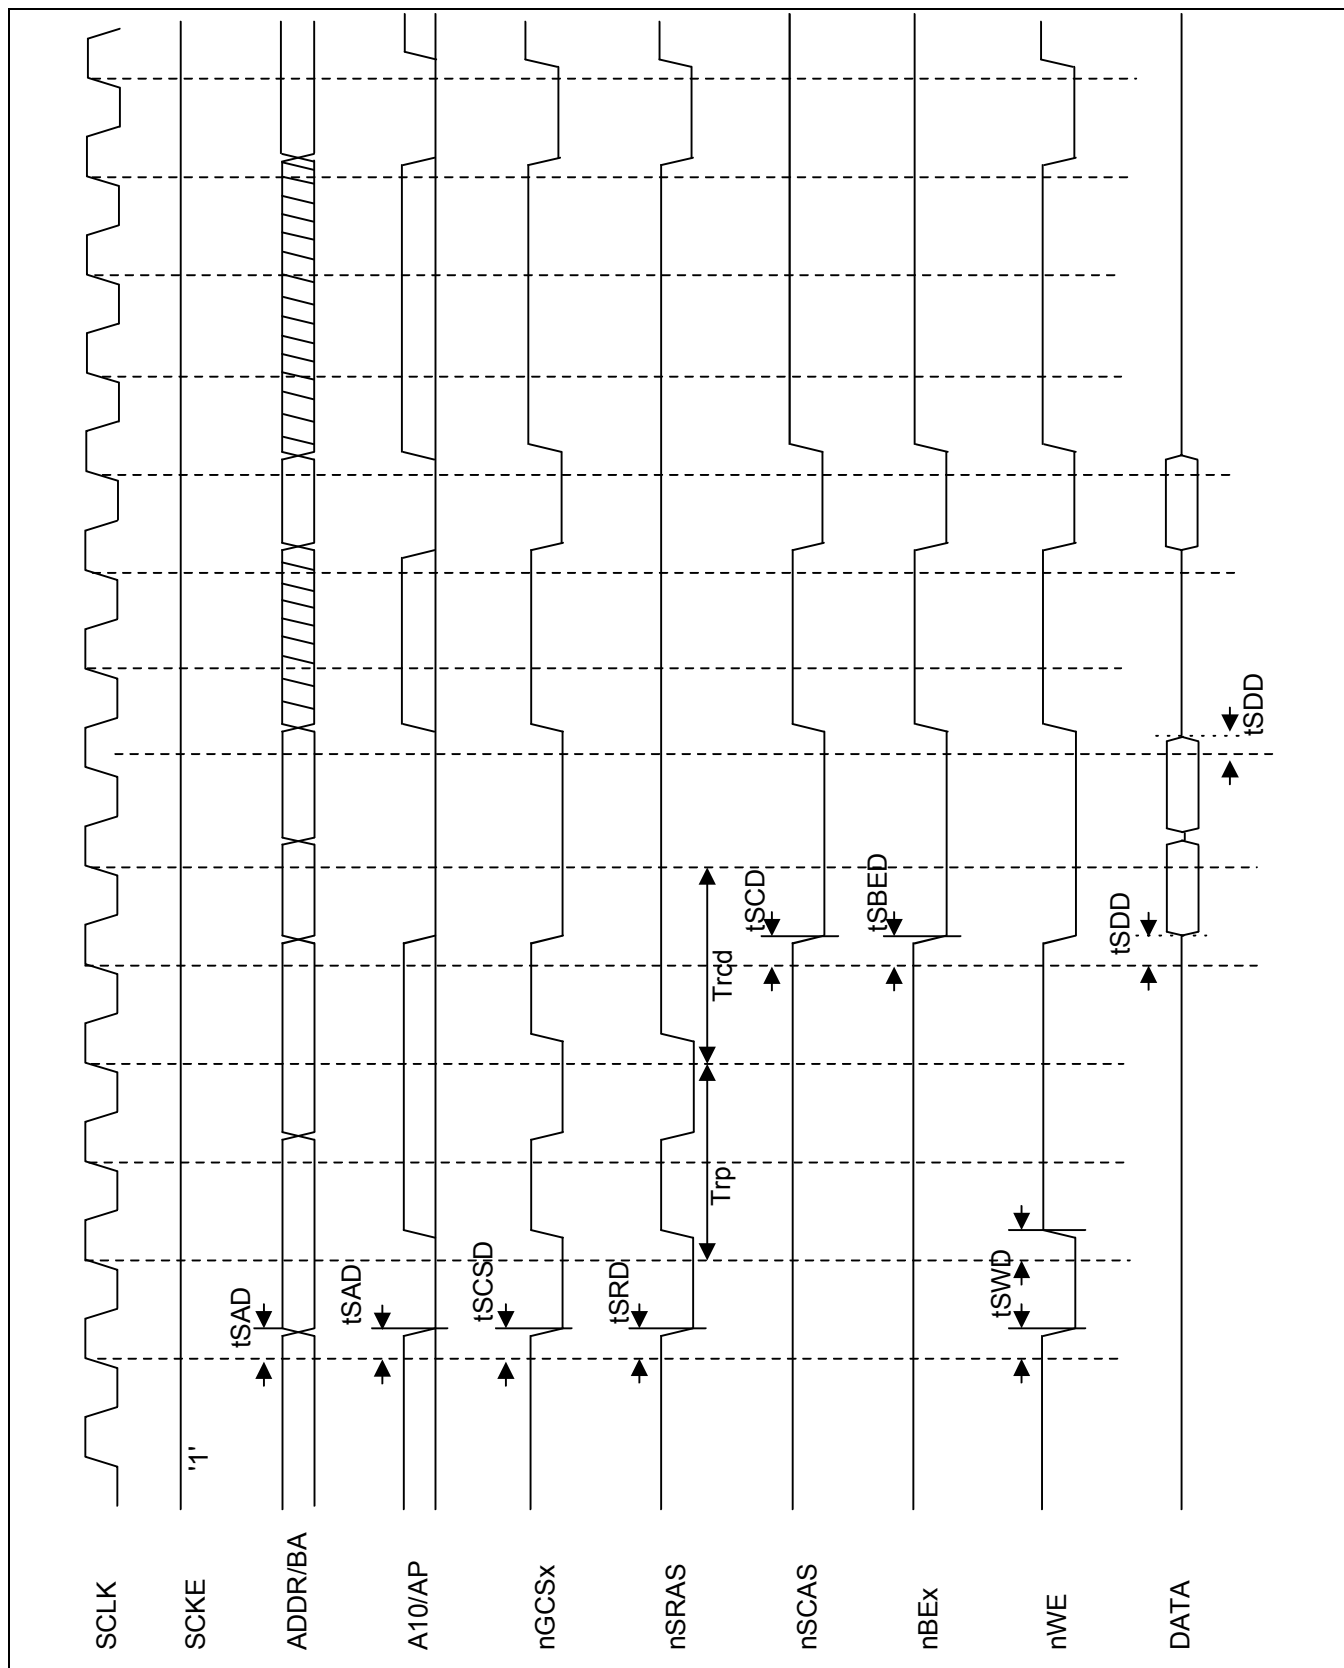 SCLK
SCKE
'1'
ADDR/BA
tSAD
A10/AP
tSAD
nGCSx
tSCSD
nSRAS
tSRD
Trp
Trcd
nSCAS
tSCD
nBEx
tSBED
nWE
tSWD
DATA
tSDD
tSDD